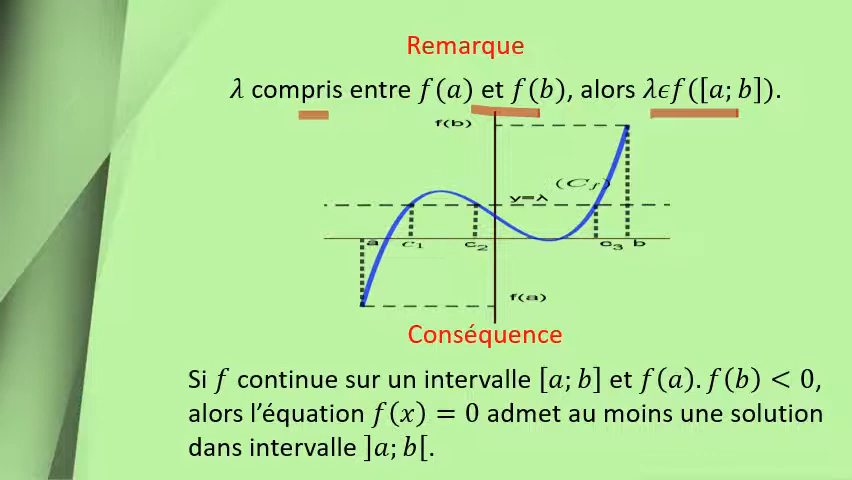 Remarque
λ compris entre f(a) et f(b), alors λϵf([a; b]).
f(b)
(C_f)
y=λ
a c₁ c₂ c₃ b
f(a)
Conséquence
Si f continue sur un intervalle [a; b] et f(a). f(b) < 0,
alors l’équation f(x) = 0 admet au moins une solution
dans intervalle ]a; b[.